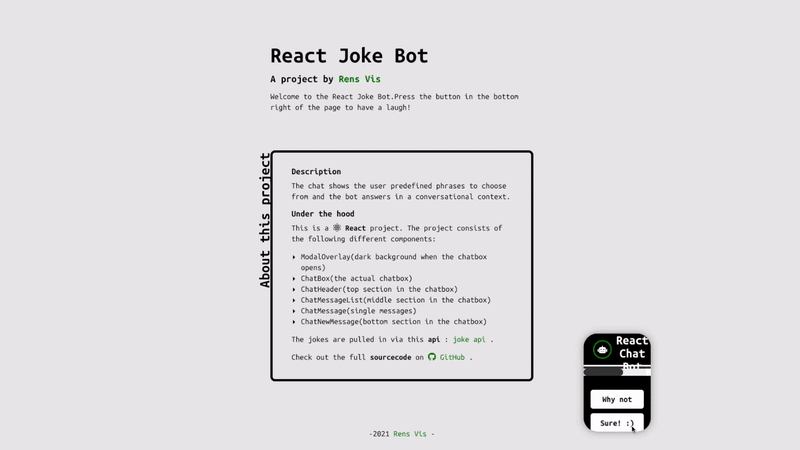 React Joke Bot
A project by Rens Vis
Welcome to the React Joke Bot.Press the button in the bottom
right of the page to have a laugh!
About this project
Description
The chat shows the user predefined phrases to choose
from and the bot answers in a conversational context.
Under the hood
This is a React project. The project consists of
the following different components:
ModalOverlay(dark background when the chatbox
opens)
ChatBox(the actual chatbox)
ChatHeader(top section in the chatbox)
ChatMessageList(middle section in the chatbox)
ChatMessage(single messages)
ChatNewMessage(bottom section in the chatbox)
The jokes are pulled in via this api : joke api .
Check out the full sourcecode on GitHub .
React
Chat
Bot
Why not
Sure! :)
-2021 Rens Vis -